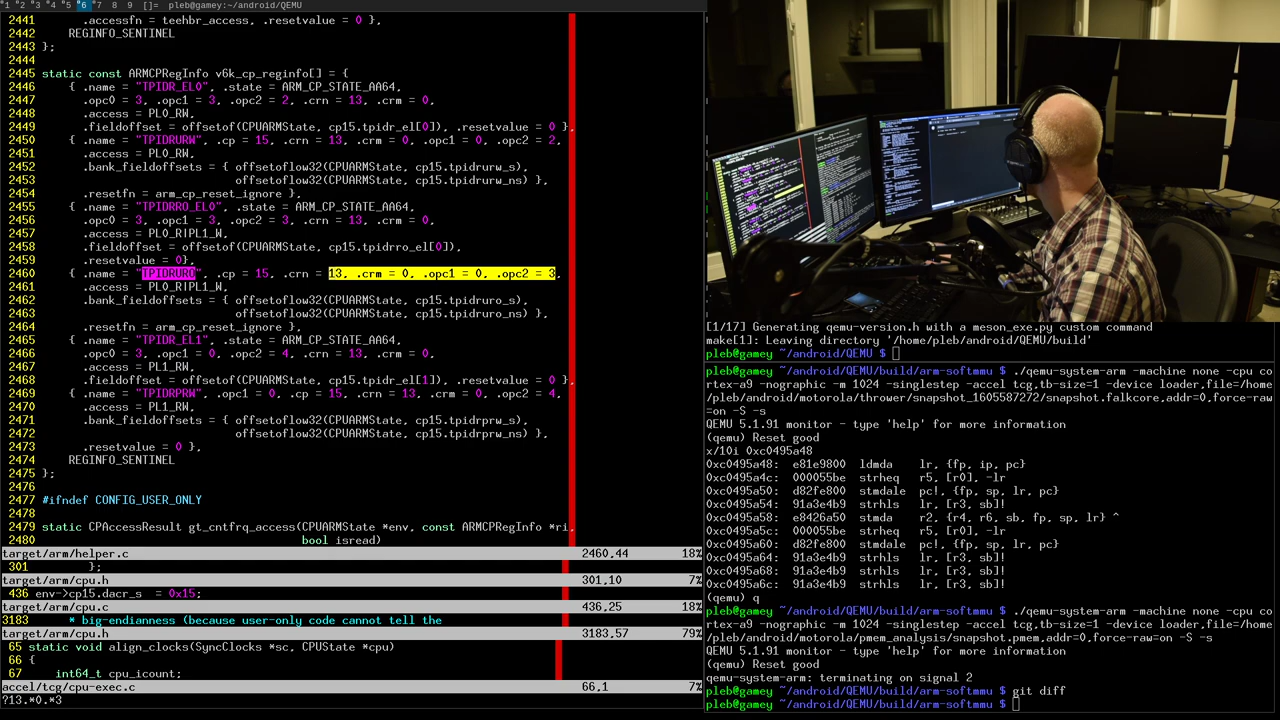 1 2 3 4 5 6 7 8 9 []= pleb@gamey:~/android/QEMU
2441 .accessfn = teehbr_access, .resetvalue = 0 },
2442 REGINFO_SENTINEL
2443 };
2444
2445 static const ARMCPRegInfo v6k_cp_reginfo[] = {
2446 { .name = "TPIDR_EL0", .state = ARM_CP_STATE_AA64,
2447 .opc0 = 3, .opc1 = 3, .opc2 = 2, .crn = 13, .crm = 0,
2448 .access = PL0_RW,
2449 .fieldoffset = offsetof(CPUARMState, cp15.tpidr_el[0]), .resetvalue = 0 },
2450 { .name = "TPIDRURW", .cp = 15, .crn = 13, .crm = 0, .opc1 = 0, .opc2 = 2,
2451 .access = PL0_RW,
2452 .bank_fieldoffsets = { offsetoflow32(CPUARMState, cp15.tpidrurw_s),
2453 offsetoflow32(CPUARMState, cp15.tpidrurw_ns) },
2454 .resetfn = arm_cp_reset_ignore },
2455 { .name = "TPIDRRO_EL0", .state = ARM_CP_STATE_AA64,
2456 .opc0 = 3, .opc1 = 3, .opc2 = 3, .crn = 13, .crm = 0,
2457 .access = PL0_R|PL1_W,
2458 .fieldoffset = offsetof(CPUARMState, cp15.tpidrro_el[0]),
2459 .resetvalue = 0},
2460 { .name = "TPIDRURO", .cp = 15, .crn = 13, .crm = 0, .opc1 = 0, .opc2 = 3,
2461 .access = PL0_R|PL1_W,
2462 .bank_fieldoffsets = { offsetoflow32(CPUARMState, cp15.tpidruro_s),
2463 offsetoflow32(CPUARMState, cp15.tpidruro_ns) },
2464 .resetfn = arm_cp_reset_ignore },
2465 { .name = "TPIDR_EL1", .state = ARM_CP_STATE_AA64,
2466 .opc0 = 3, .opc1 = 0, .opc2 = 4, .crn = 13, .crm = 0,
2467 .access = PL1_RW,
2468 .fieldoffset = offsetof(CPUARMState, cp15.tpidr_el[1]), .resetvalue = 0 },
2469 { .name = "TPIDRPRW", .opc1 = 0, .cp = 15, .crn = 13, .crm = 0, .opc2 = 4,
2470 .access = PL1_RW,
2471 .bank_fieldoffsets = { offsetoflow32(CPUARMState, cp15.tpidrprw_s),
2472 offsetoflow32(CPUARMState, cp15.tpidrprw_ns) },
2473 .resetvalue = 0 },
2474 REGINFO_SENTINEL
2475 };
2476
2477 #ifndef CONFIG_USER_ONLY
2478
2479 static CPAccessResult gt_cntfrq_access(CPUARMState *env, const ARMCPRegInfo *ri,
2480 bool isread)
target/arm/helper.c 2460,44 18%
301 };
target/arm/cpu.h 301,10 7%
436 env->cp15.dacr_s = 0x15;
target/arm/cpu.c 436,25 18%
3183 * big-endianness (because user-only code cannot tell the
target/arm/cpu.h 3183,57 79%
65 static void align_clocks(SyncClocks *sc, CPUState *cpu)
66 {
67 int64_t cpu_icount;
accel/tcg/cpu-exec.c 66,1 7%
?13.*0.*3
[1/17] Generating qemu-version.h with a meson_exe.py custom command
make[1]: Leaving directory '/home/pleb/android/QEMU/build'
pleb@gamey ~/android/QEMU $
pleb@gamey ~/android/QEMU/build/arm-softmmu $ ./qemu-system-arm -machine none -cpu co
rtex-a9 -nographic -m 1024 -singlestep -accel tcg,tb-size=1 -device loader,file=/home
/pleb/android/motorola/thrower/snapshot_1605587272/snapshot.falkcore,addr=0,force-raw
=on -S -s
QEMU 5.1.91 monitor - type 'help' for more information
(qemu) Reset good
x/10i 0xc0495a48
0xc0495a48: e81e9800 ldmda lr, {fp, ip, pc}
0xc0495a4c: 000055be strheq r5, [r0], -lr
0xc0495a50: d82fe800 stmdale pc!, {fp, sp, lr, pc}
0xc0495a54: 91a3e4b9 strhls lr, [r3, sb]!
0xc0495a58: e8426a50 stmda r2, {r4, r6, sb, fp, sp, lr} ^
0xc0495a5c: 000055be strheq r5, [r0], -lr
0xc0495a60: d82fe800 stmdale pc!, {fp, sp, lr, pc}
0xc0495a64: 91a3e4b9 strhls lr, [r3, sb]!
0xc0495a68: 91a3e4b9 strhls lr, [r3, sb]!
0xc0495a6c: 91a3e4b9 strhls lr, [r3, sb]!
(qemu) q
pleb@gamey ~/android/QEMU/build/arm-softmmu $ ./qemu-system-arm -machine none -cpu co
rtex-a9 -nographic -m 1024 -singlestep -accel tcg,tb-size=1 -device loader,file=/home
/pleb/android/motorola/pmem_analysis/snapshot.pmem,addr=0,force-raw=on -S -s
QEMU 5.1.91 monitor - type 'help' for more information
(qemu) Reset good
qemu-system-arm: terminating on signal 2
pleb@gamey ~/android/QEMU/build/arm-softmmu $ git diff
pleb@gamey ~/android/QEMU/build/arm-softmmu $